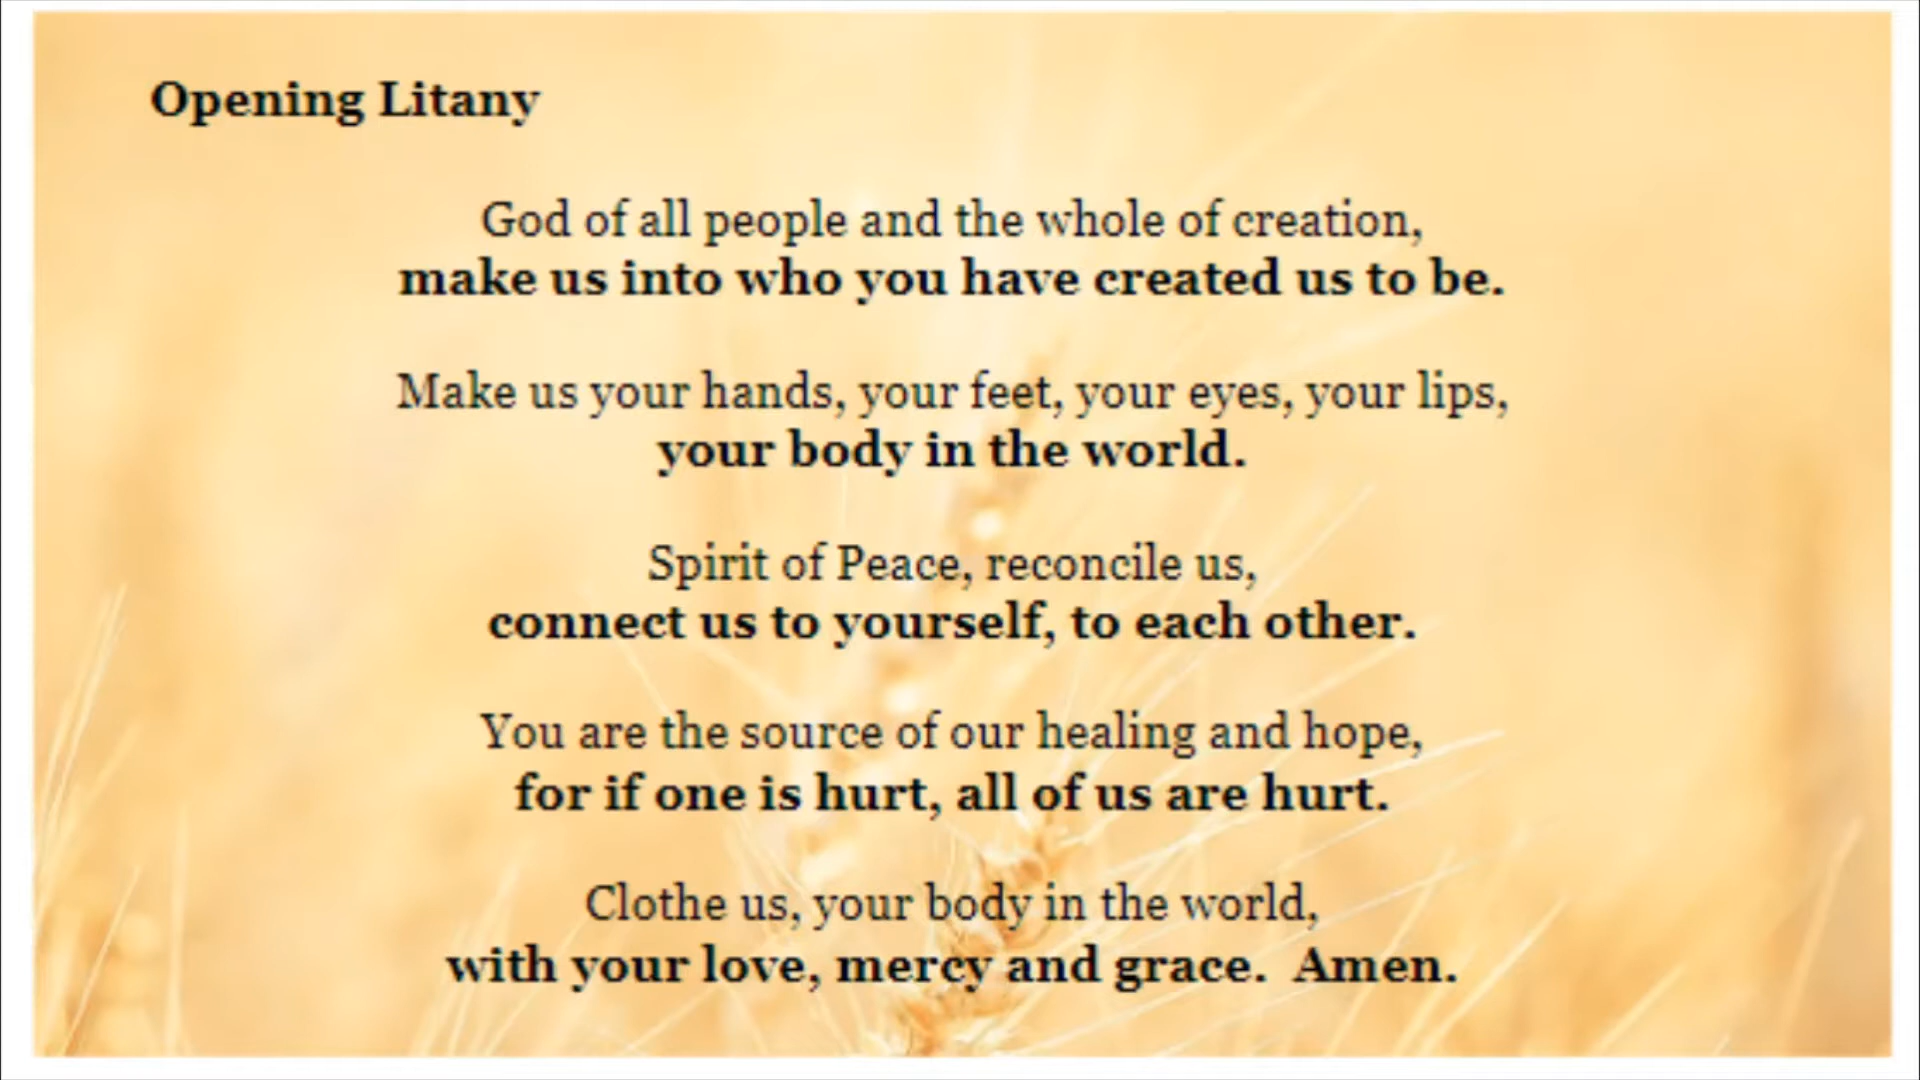 Opening Litany
God of all people and the whole of creation,
make us into who you have created us to be.
Make us your hands, your feet, your eyes, your lips,
your body in the world.
Spirit of Peace, reconcile us,
connect us to yourself, to each other.
You are the source of our healing and hope,
for if one is hurt, all of us are hurt.
Clothe us, your body in the world,
with your love, mercy and grace.  Amen.